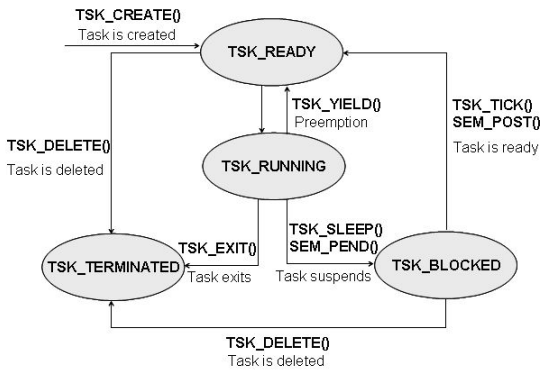 TSK_CREATE()
Task is created
TSK_READY
TSK_YIELD()
Preemption
TSK_TICK()
SEM_POST()
Task is ready
TSK_DELETE()
Task is deleted
TSK_RUNNING
TSK_EXIT()
Task exits
TSK_SLEEP()
SEM_PEND()
Task suspends
TSK_TERMINATED
TSK_BLOCKED
TSK_DELETE()
Task is deleted